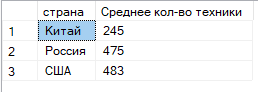 страна Среднее кол-во техники
1 Китай 245
2 Россия 475
3 США 483